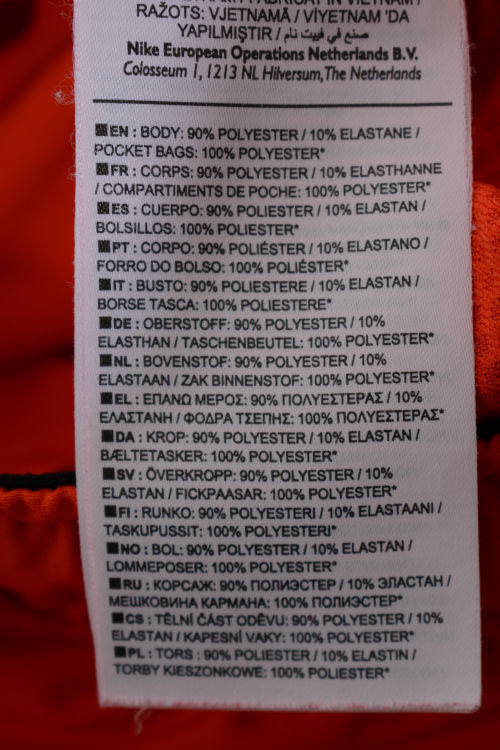 RAŽOTS: VJETNAMĀ / VİYETNAM 'DA
YAPILMIŞTIR / صنع في فييت نام
Nike European Operations Netherlands B.V.
Colosseum 1, 1213 NL Hilversum, The Netherlands
EN : BODY: 90% POLYESTER / 10% ELASTANE /
POCKET BAGS: 100% POLYESTER*
FR : CORPS: 90% POLYESTER / 10% ELASTHANNE
/ COMPARTIMENTS DE POCHE: 100% POLYESTER*
ES : CUERPO: 90% POLIESTER / 10% ELASTAN /
BOLSILLOS: 100% POLIESTER*
PT : CORPO: 90% POLIÉSTER / 10% ELASTANO /
FORRO DO BOLSO: 100% POLIÉSTER*
IT : BUSTO: 90% POLIESTERE / 10% ELASTAN /
BORSE TASCA: 100% POLIESTERE*
DE : OBERSTOFF: 90% POLYESTER / 10%
ELASTHAN / TASCHENBEUTEL: 100% POLYESTER*
NL : BOVENSTOF: 90% POLYESTER / 10%
ELASTAAN / ZAK BINNENSTOF: 100% POLYESTER*
EL : ΕΠΑΝΩ ΜΕΡΟΣ: 90% ΠΟΛΥΕΣΤΕΡΑΣ / 10%
ΕΛΑΣΤΑΝΗ / ΦΟΔΡΑ ΤΣΕΠΗΣ: 100% ΠΟΛΥΕΣΤΕΡΑΣ*
DA : KROP: 90% POLYESTER / 10% ELASTAN /
BÆLTETASKER: 100% POLYESTER*
SV : ÖVERKROPP: 90% POLYESTER / 10%
ELASTAN / FICKPAASAR: 100% POLYESTER*
FI : RUNKO: 90% POLYESTERI / 10% ELASTAANI /
TASKUPUSSIT: 100% POLYESTERI*
NO : BOL: 90% POLYESTER / 10% ELASTAN /
LOMMEPOSER: 100% POLYESTER*
RU : КОРСАЖ: 90% ПОЛИЭСТЕР / 10% ЭЛАСТАН /
МЕШКОВИНА КАРМАНА: 100% ПОЛИЭСТЕР*
CS : TĚLNÍ ČÁST ODĚVU: 90% POLYESTER / 10%
ELASTAN / KAPESNÍ VAKY: 100% POLYESTER*
PL : TORS : 90% POLIESTER / 10% ELASTIN /
TORBY KIESZONKOWE: 100% POLIESTER*